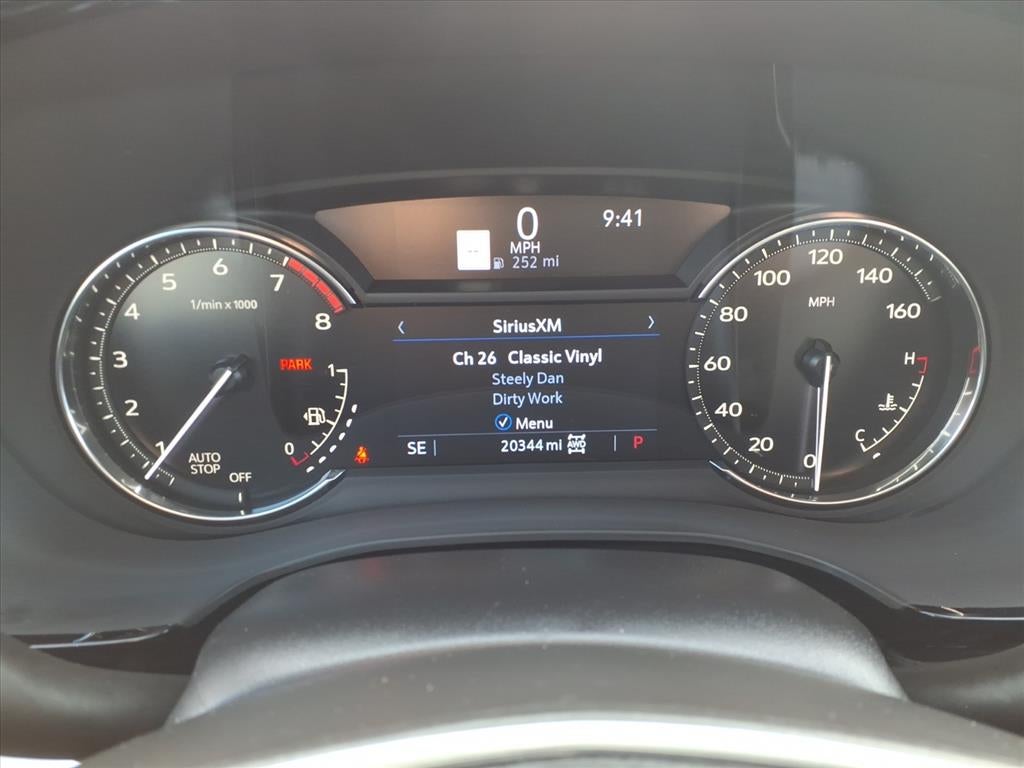 0
MPH
9:41
--
252 mi
1
2
3
4
5
6
7
8
1/min x 1000
PARK
1
0
AUTO
STOP
OFF
SiriusXM
Ch 26 Classic Vinyl
Steely Dan
Dirty Work
Menu
SE
20344 mi
AWD
P
0
20
40
60
80
100
120
140
160
MPH
H
C